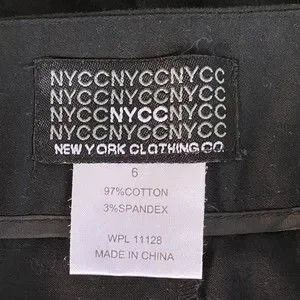 NYCCNYCCNYCC
NYCCNYCCNYCC
NYCCNYCCNYCC
NYCCNYCCNYCC
NEW YORK CLOTHING CO.
6
97%COTTON
3%SPANDEX
WPL 11128
MADE IN CHINA